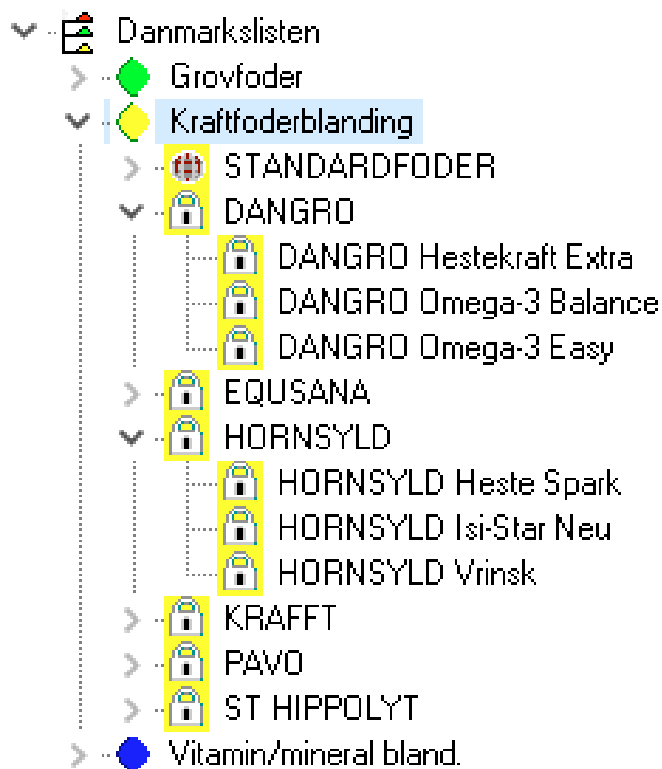 Danmarkslisten
Grovfoder
Kraftfoderblanding
STANDARDFODER
DANGRO
DANGRO Hestekraft Extra
DANGRO Omega-3 Balance
DANGRO Omega-3 Easy
EQUSANA
HORNSYLD
HORNSYLD Heste Spark
HORNSYLD Isi-Star Neu
HORNSYLD Vrinsk
KRAFFT
PAVO
ST HIPPOLYT
Vitamin/mineral bland.